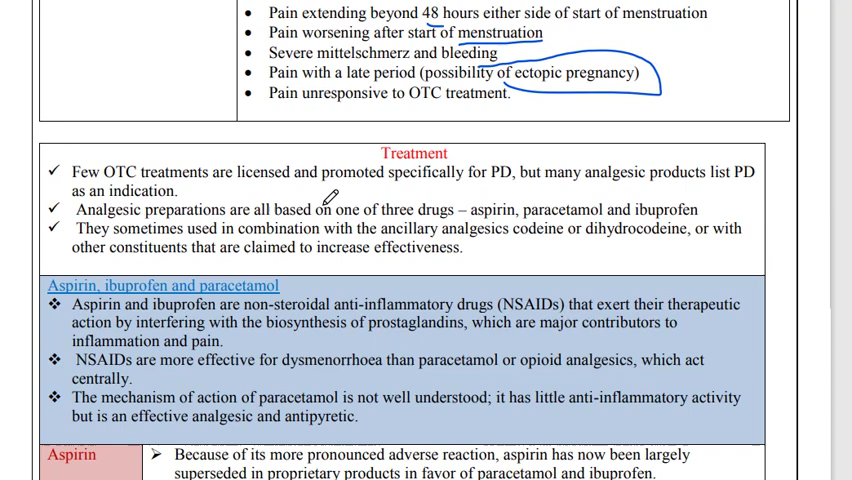 • Pain extending beyond 48 hours either side of start of menstruation
• Pain worsening after start of menstruation
• Severe mittelschmerz and bleeding
• Pain with a late period (possibility of ectopic pregnancy)
• Pain unresponsive to OTC treatment.
Treatment
✓ Few OTC treatments are licensed and promoted specifically for PD, but many analgesic products list PD
as an indication.
✓ Analgesic preparations are all based on one of three drugs – aspirin, paracetamol and ibuprofen
✓ They sometimes used in combination with the ancillary analgesics codeine or dihydrocodeine, or with
other constituents that are claimed to increase effectiveness.
Aspirin, ibuprofen and paracetamol
❖ Aspirin and ibuprofen are non-steroidal anti-inflammatory drugs (NSAIDs) that exert their therapeutic
action by interfering with the biosynthesis of prostaglandins, which are major contributors to
inflammation and pain.
❖ NSAIDs are more effective for dysmenorrhoea than paracetamol or opioid analgesics, which act
centrally.
❖ The mechanism of action of paracetamol is not well understood; it has little anti-inflammatory activity
but is an effective analgesic and antipyretic.
Aspirin ➢ Because of its more pronounced adverse reaction, aspirin has now been largely
superseded in proprietary products in favor of paracetamol and ibuprofen.